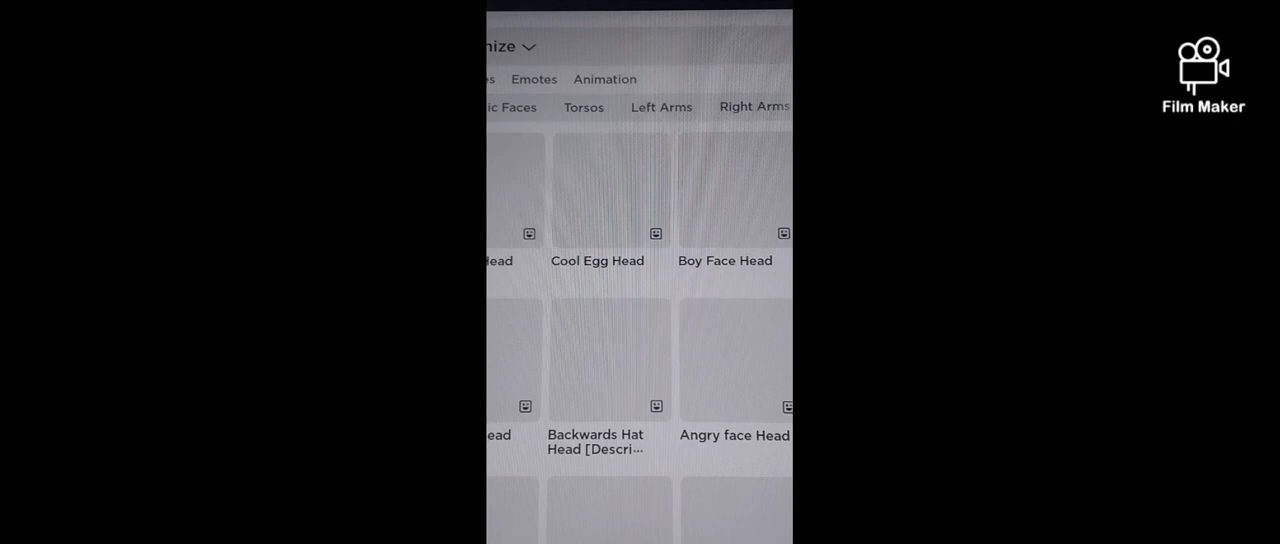 nize
es Emotes Animation
ic Faces Torsos Left Arms Right Arms
Head Cool Egg Head Boy Face Head
ead Backwards Hat Angry face Head
Head [Descri...
Film Maker